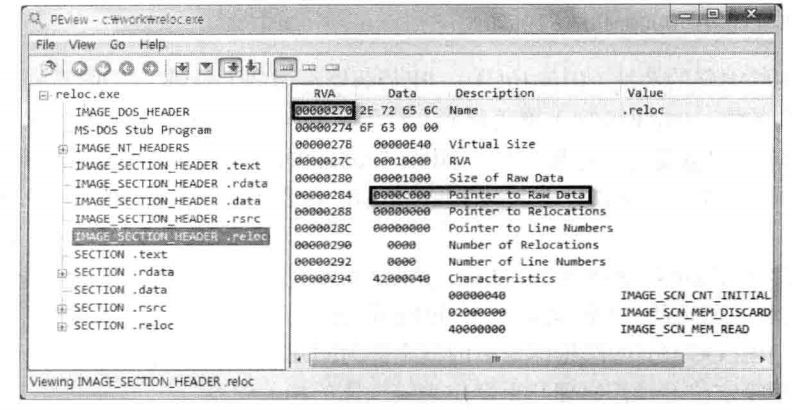 PEview - c:\work\reloc.exe
File View Go Help
reloc.exe
IMAGE_DOS_HEADER
MS-DOS Stub Program
IMAGE_NT_HEADERS
IMAGE_SECTION_HEADER .text
IMAGE_SECTION_HEADER .rdata
IMAGE_SECTION_HEADER .data
IMAGE_SECTION_HEADER .rsrc
IMAGE_SECTION_HEADER .reloc
SECTION .text
SECTION .rdata
SECTION .data
SECTION .rsrc
SECTION .reloc
RVA Data Description Value
00000270 2E 72 65 6C Name .reloc
00000274 6F 63 00 00
00000278 00000E40 Virtual Size
0000027C 00010000 RVA
00000280 00001000 Size of Raw Data
00000284 0000C000 Pointer to Raw Data
00000288 00000000 Pointer to Relocations
0000028C 00000000 Pointer to Line Numbers
00000290 0000 Number of Relocations
00000292 0000 Number of Line Numbers
00000294 42000040 Characteristics
00000040 IMAGE_SCN_CNT_INITIAL
02000000 IMAGE_SCN_MEM_DISCARD
40000000 IMAGE_SCN_MEM_READ
Viewing IMAGE_SECTION_HEADER .reloc